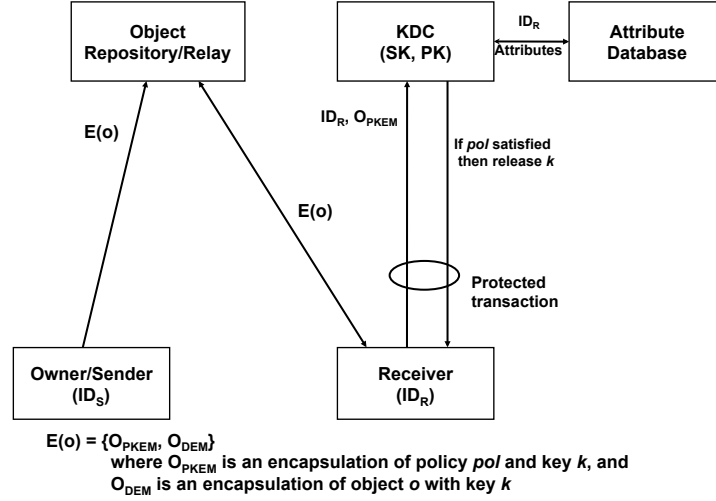 Object
Repository/Relay
KDC
(SK, PK)
ID_R
Attributes
Attribute
Database
E(o)
ID_R, O_PKEM
If pol satisfied
then release k
E(o)
Protected
transaction
Owner/Sender
(ID_S)
Receiver
(ID_R)
E(o) = {O_PKEM, O_DEM}
where O_PKEM is an encapsulation of policy pol and key k, and
O_DEM is an encapsulation of object o with key k